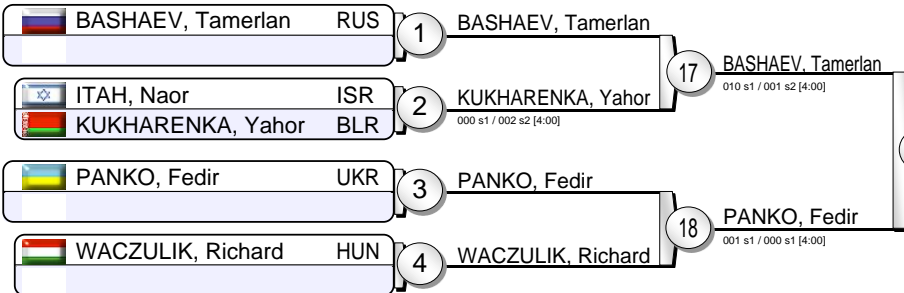 BASHAEV, Tamerlan RUS
1
BASHAEV, Tamerlan
ITAH, Naor ISR
KUKHARENKA, Yahor BLR
2
KUKHARENKA, Yahor
000 s1 / 002 s2 [4:00]
17
BASHAEV, Tamerlan
010 s1 / 001 s2 [4:00]
PANKO, Fedir UKR
3
PANKO, Fedir
WACZULIK, Richard HUN
4
WACZULIK, Richard
18
PANKO, Fedir
001 s1 / 000 s1 [4:00]